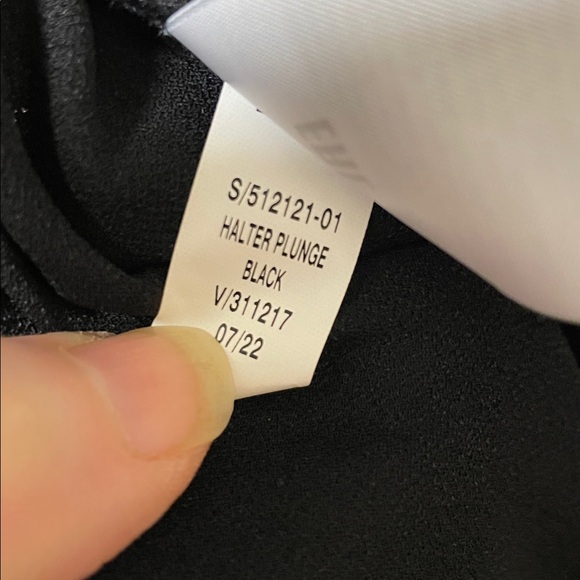 S/512121-01
HALTER PLUNGE
BLACK
V/311217
07/22